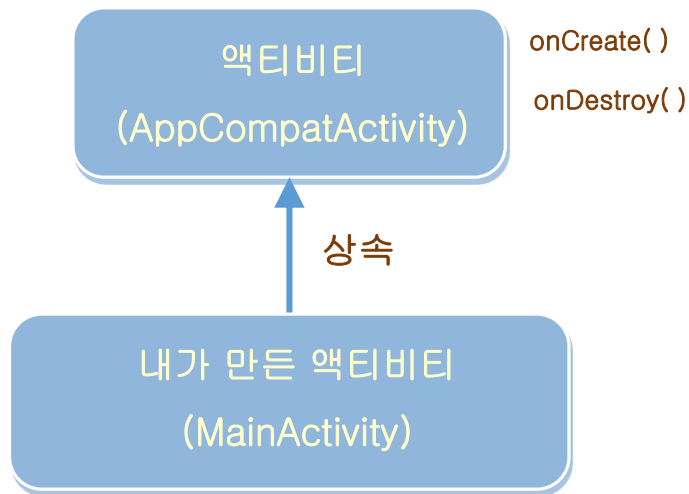 액티비티
(AppCompatActivity)
onCreate( )
onDestroy( )
상속
내가 만든 액티비티
(MainActivity)